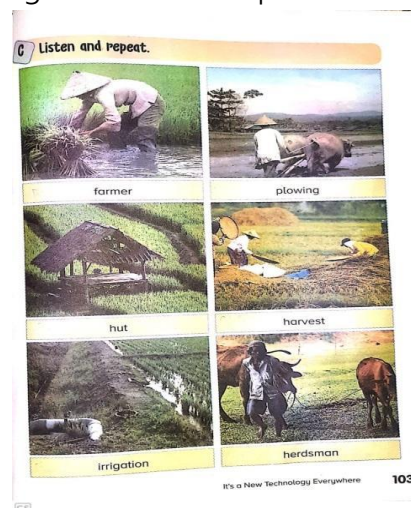 C Listen and repeat.
farmer
plowing
hut
harvest
irrigation
herdsman
It's a New Technology Everywhere 103